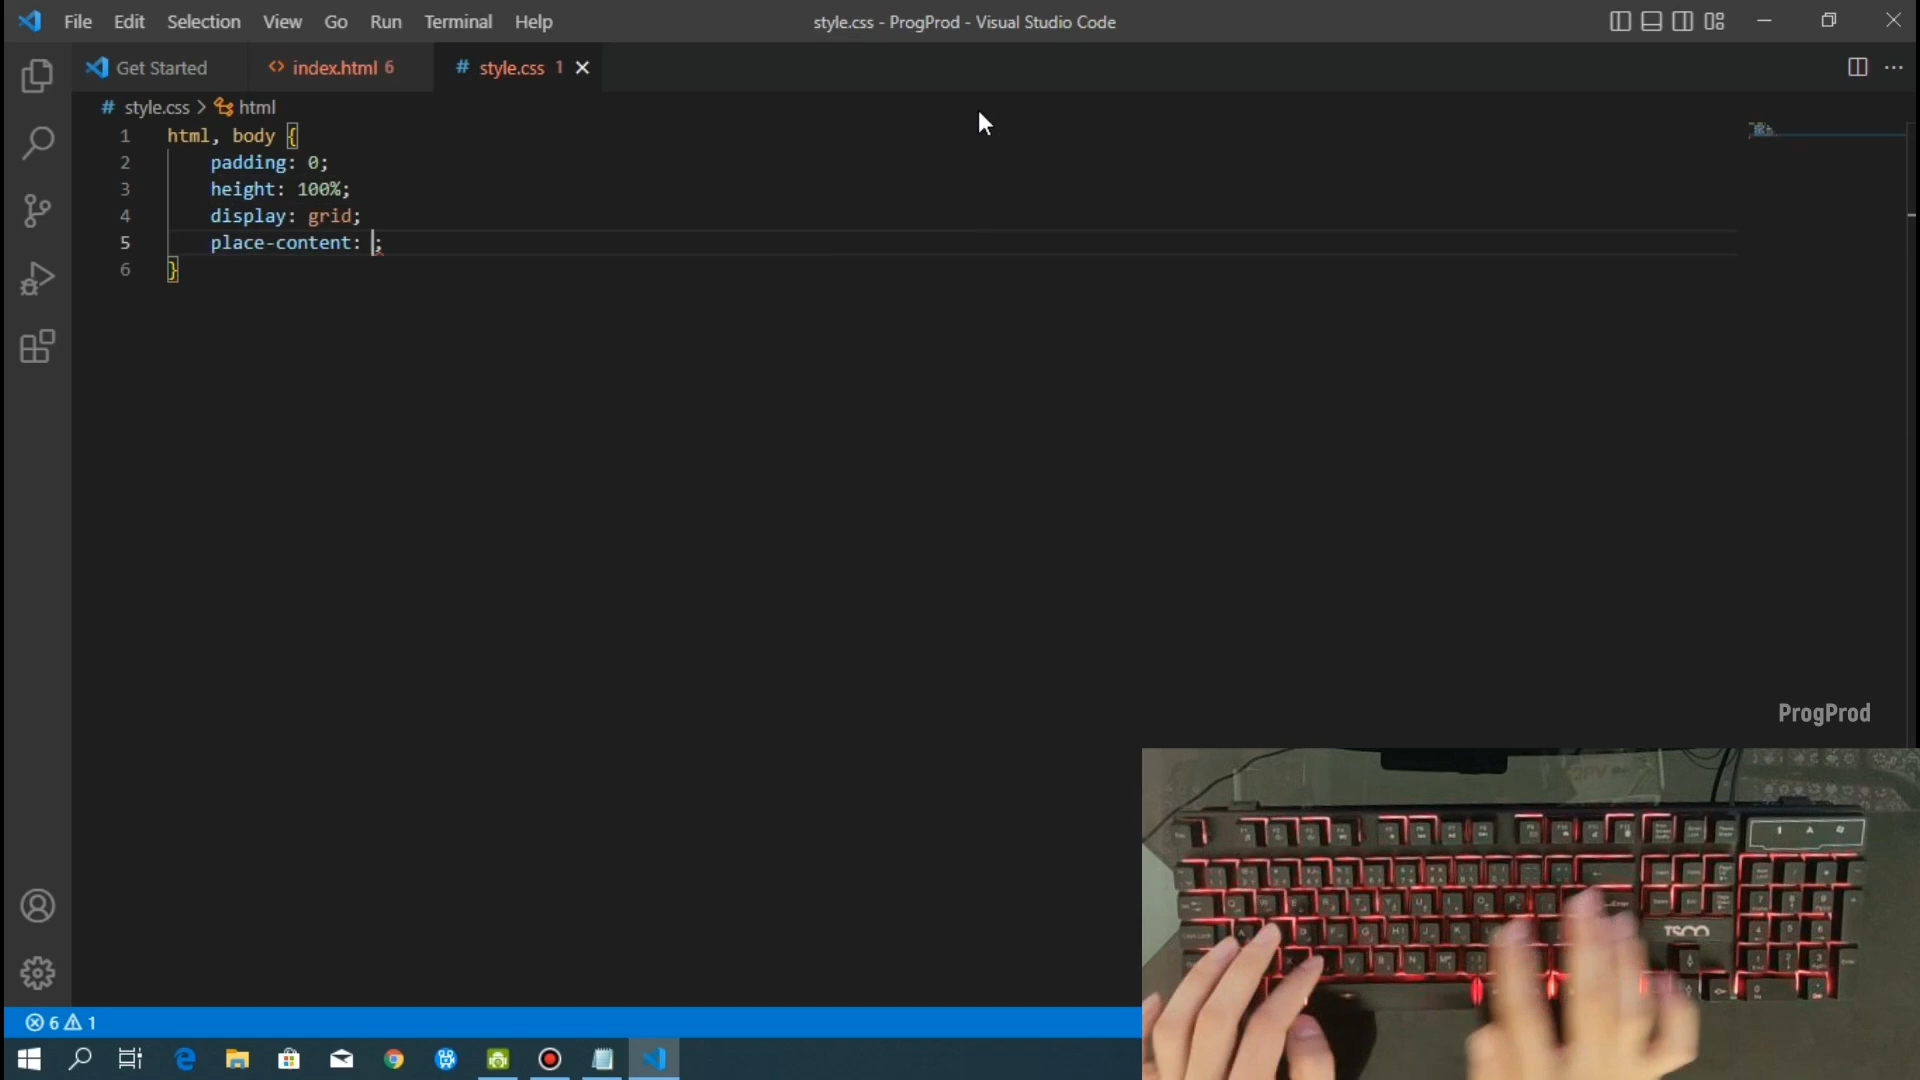 File Edit Selection View Go Run Terminal Help
style.css - ProgProd - Visual Studio Code
Get Started
index.html 6
# style.css 1
# style.css > html
1 html, body {
2 padding: 0;
3 height: 100%;
4 display: grid;
5 place-content: ;
6 }
ProgProd
TSCO
6 1